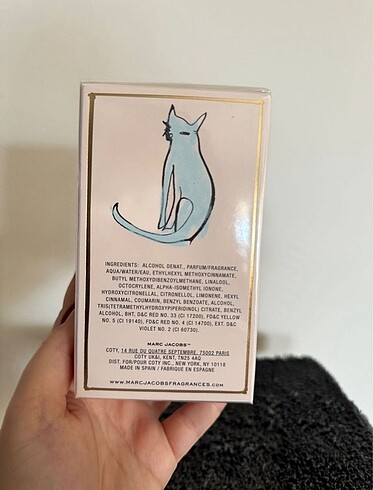 INGREDIENTS: ALCOHOL DENAT., PARFUM/FRAGRANCE,
AQUA/WATER/EAU, ETHYLHEXYL METHOXYCINNAMATE,
BUTYL METHOXYDIBENZOYLMETHANE, LINALOOL,
OCTOCRYLENE, ALPHA-ISOMETHYL IONONE,
HYDROXYCITRONELLAL, CITRONELLOL, LIMONENE, HEXYL
CINNAMAL, COUMARIN, BENZYL BENZOATE, ALCOHOL,
TRIS(TETRAMETHYLHYDROXYPIPERIDINOL) CITRATE, BENZYL
ALCOHOL, BHT, D&C RED NO. 33 (CI 17200), FD&C YELLOW
NO. 5 (CI 19140), FD&C RED NO. 4 (CI 14700), EXT. D&C
VIOLET NO. 2 (CI 60730).
MARC JACOBS™
COTY, 14 RUE DU QUATRE SEPTEMBRE, 75002 PARIS
COTY UK&I, KENT, TN25 4AQ
DIST. FOR/POUR COTY INC., NEW YORK, NY 10118
MADE IN SPAIN / FABRIQUE EN ESPAGNE
WWW.MARCJACOBSFRAGRANCES.COM